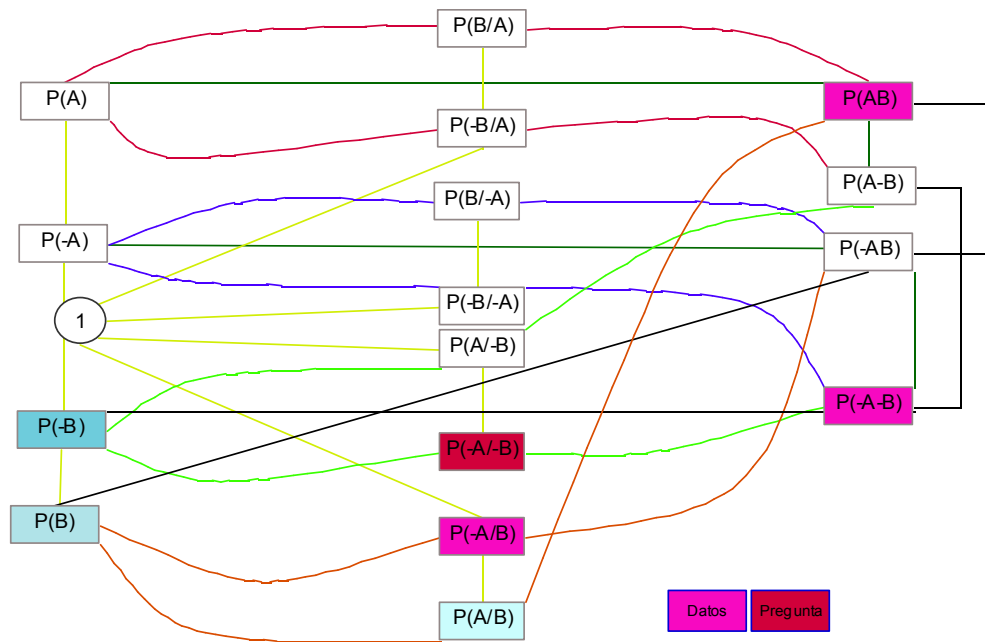 P(B/A)
P(A)
P(AB)
P(-B/A)
P(A-B)
P(B/-A)
P(-A)
P(-AB)
P(-B/-A)
1
P(A/-B)
P(-A-B)
P(-B)
P(-A/-B)
P(B)
P(-A/B)
P(A/B)
Datos
Pregunta